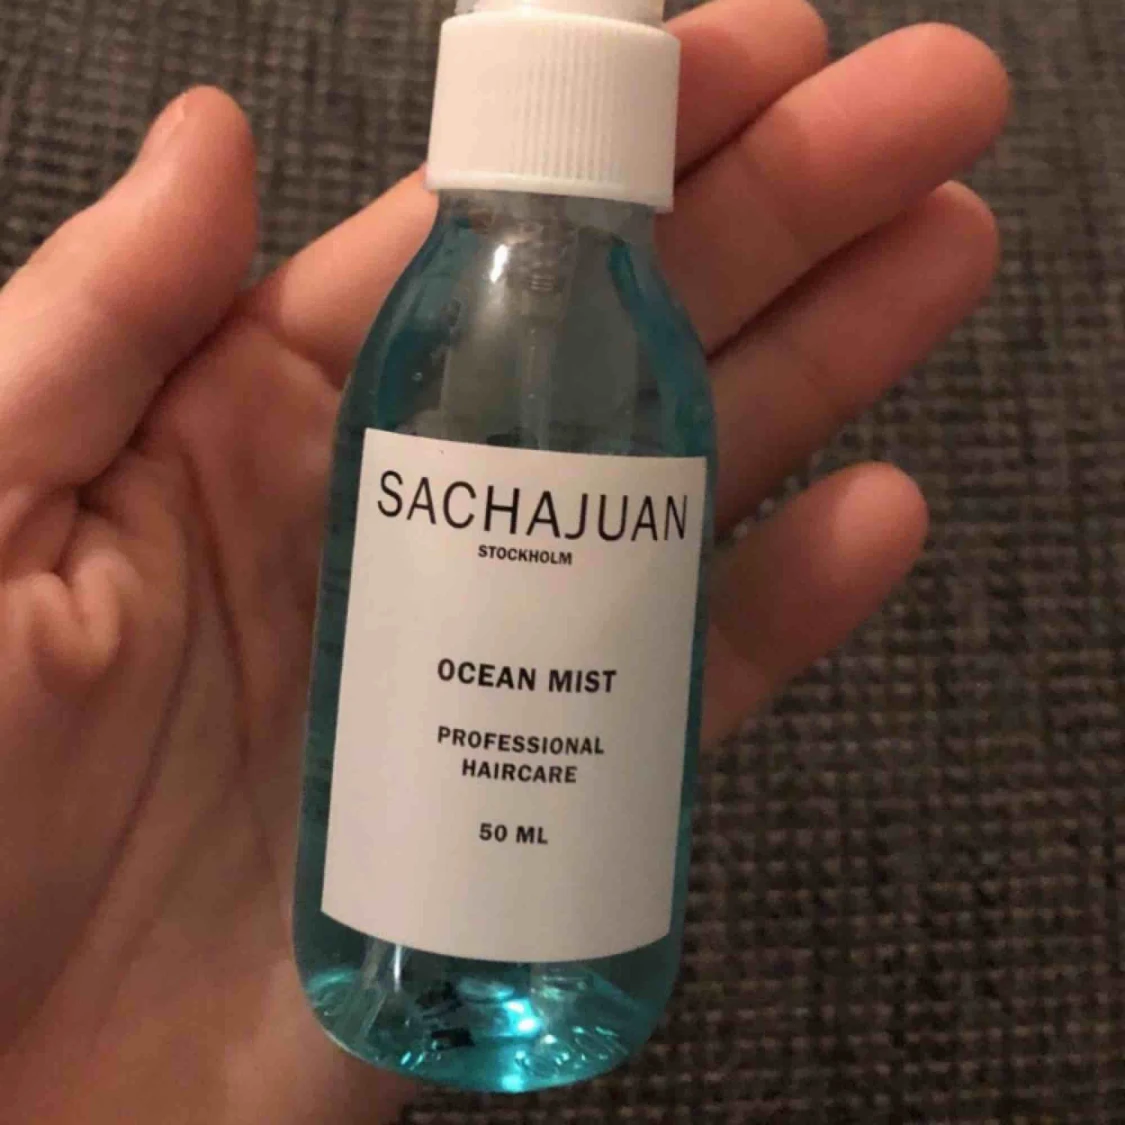 SACHAJUAN
STOCKHOLM
OCEAN MIST
PROFESSIONAL
HAIRCARE
50 ML